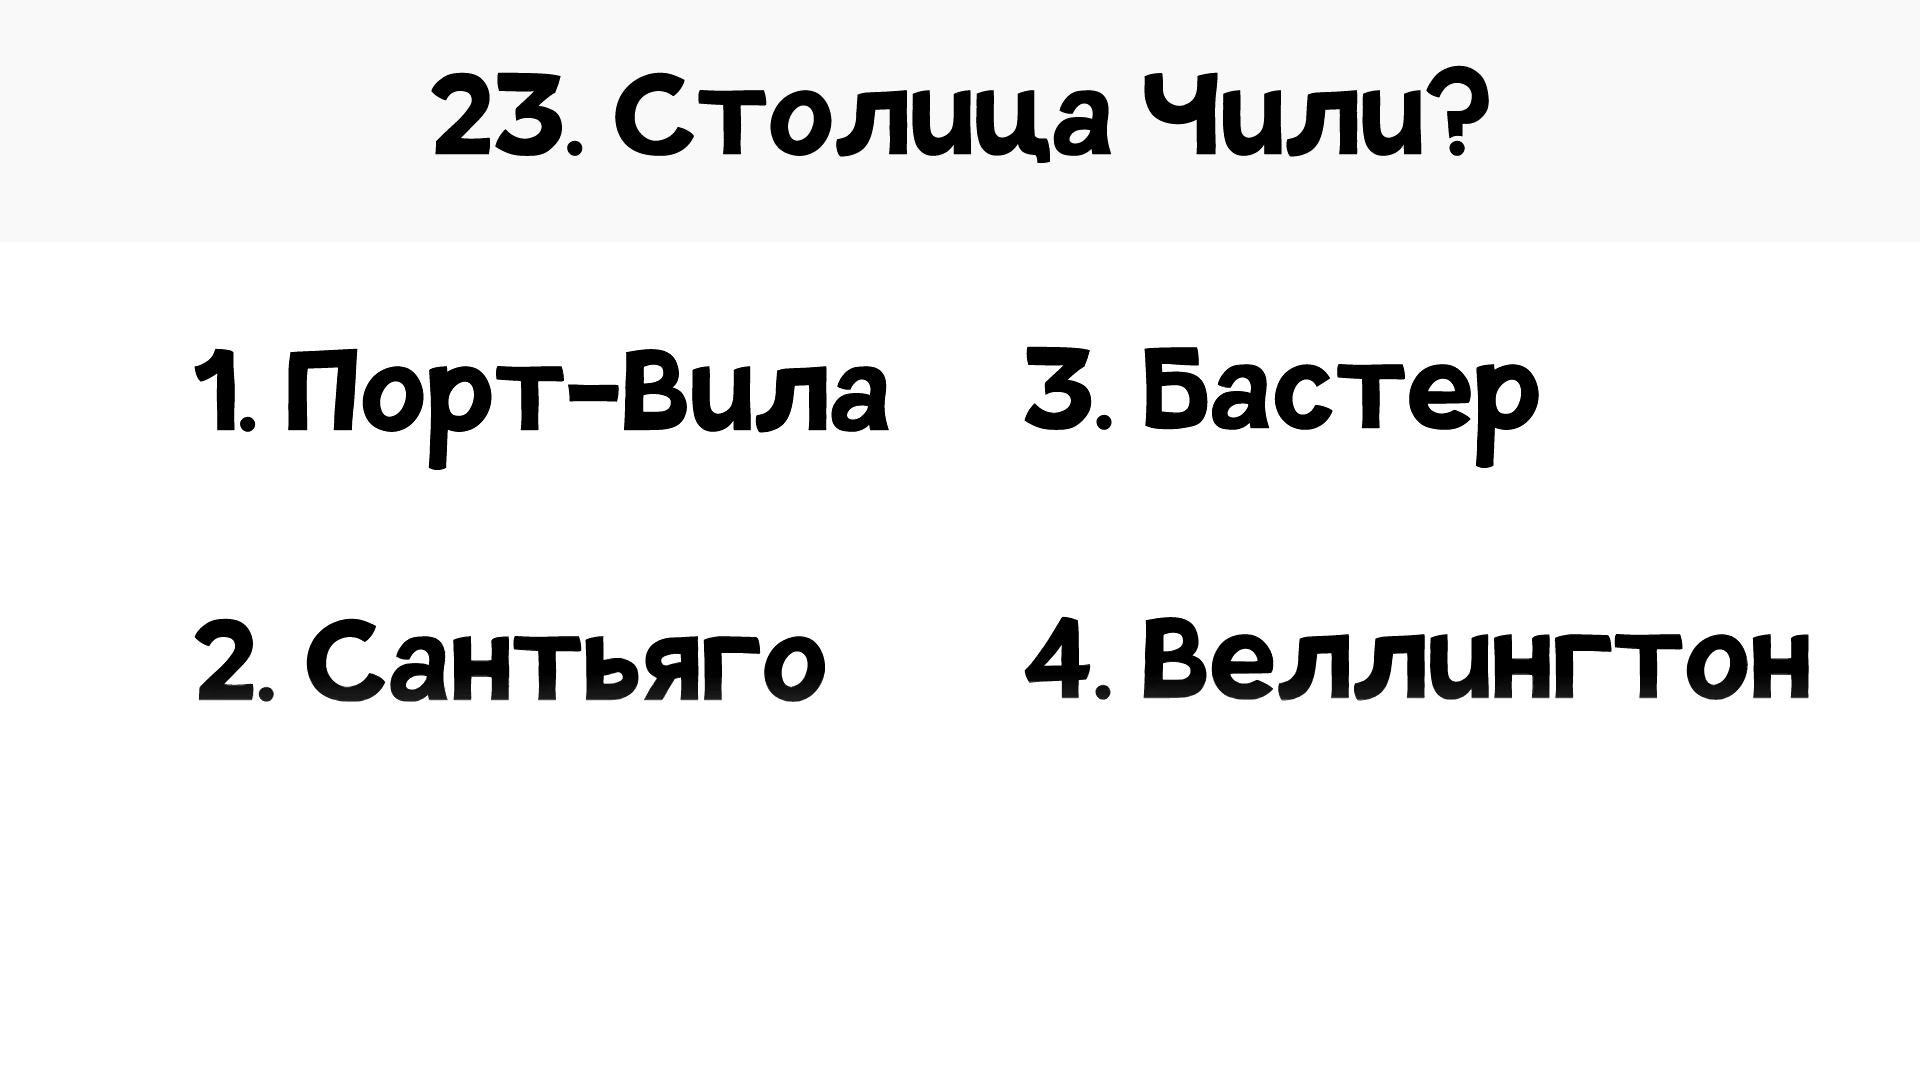 23. Столица Чили?
1. Порт-Вила
2. Сантьяго
3. Бастер
4. Веллингтон